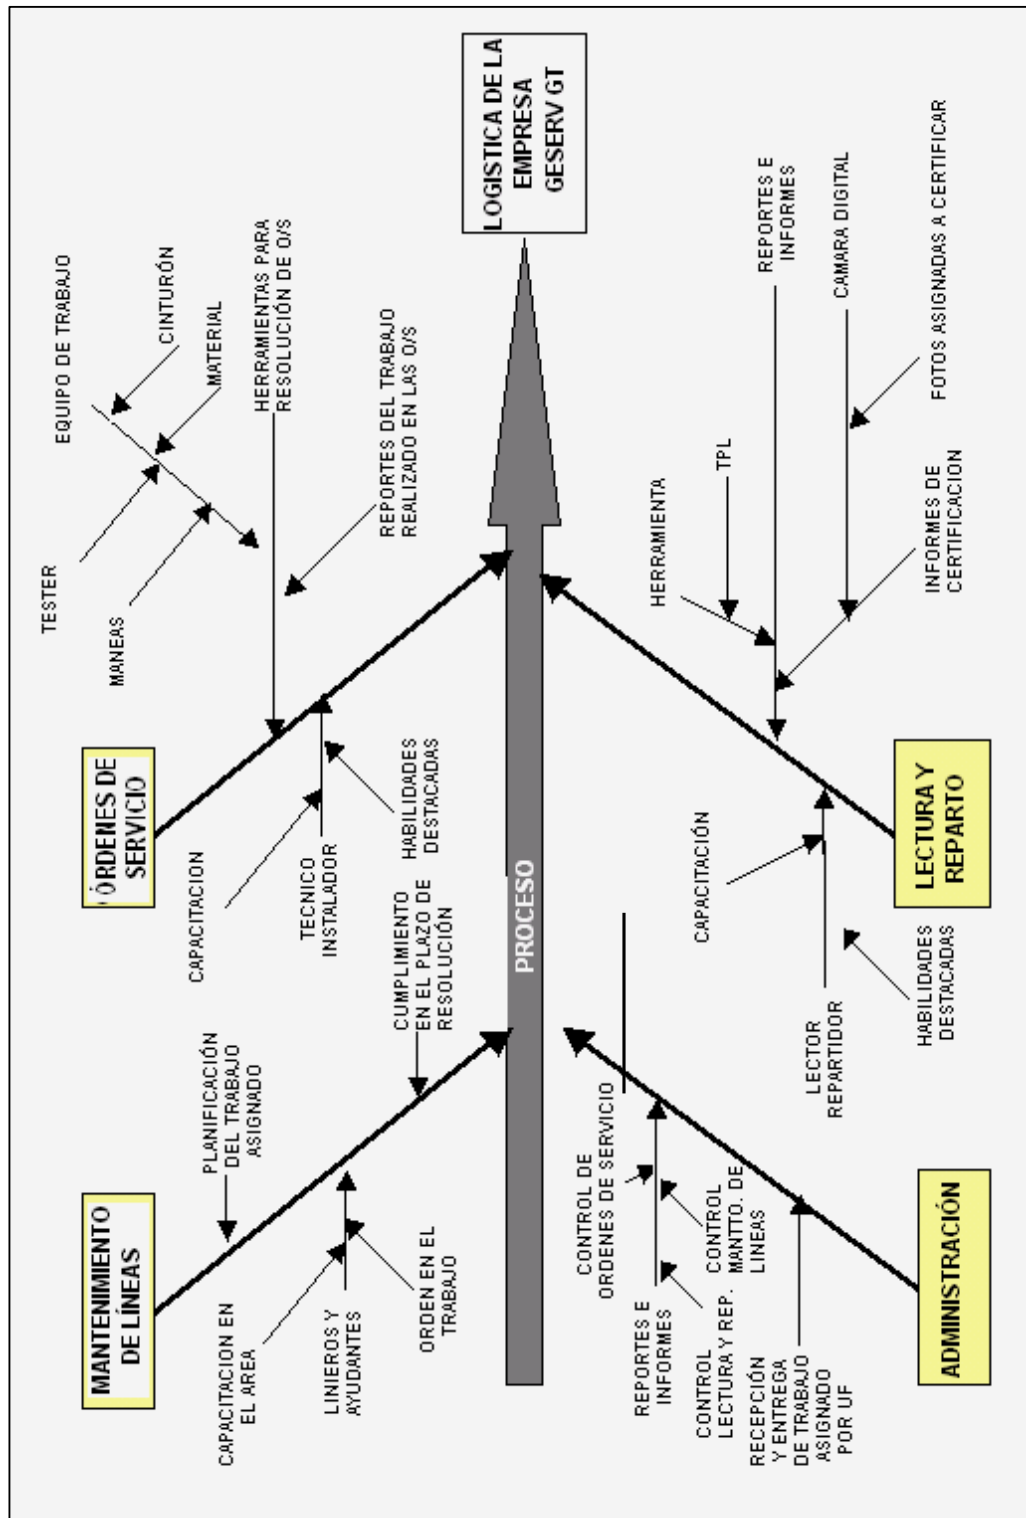 MANTENIMIENTO
DE LÍNEAS
CAPACITACION EN
EL AREA
PLANIFICACIÓN
DEL TRABAJO
ASIGNADO
LINIEROS Y
AYUDANTES
ORDEN EN EL
TRABAJO
CUMPLIMIENTO
EN EL PLAZO DE
RESOLUCIÓN
ÓRDENES DE
SERVICIO
CAPACITACION
TECNICO
INSTALADOR
HABILIDADES
DESTACADAS
TESTER
MANEAS
EQUIPO DE TRABAJO
CINTURÓN
MATERIAL
HERRAMIENTAS PARA
RESOLUCIÓN DE O/S
REPORTES DEL TRABAJO
REALIZADO EN LAS O/S
PROCESO
LOGISTICA DE LA
EMPRESA
GESERV GT
CONTROL DE
ORDENES DE SERVICIO
REPORTES E
INFORMES
CONTROL
LECTURA Y REP.
CONTROL
MANTTO. DE
LINEAS
RECEPCIÓN
Y ENTREGA
DE TRABAJO
ASIGNADO
POR UF
ADMINISTRACIÓN
CAPACITACIÓN
LECTOR
REPARTIDOR
HABILIDADES
DESTACADAS
LECTURA Y
REPARTO
HERRAMIENTA
TPL
REPORTES E
INFORMES
CAMARA DIGITAL
INFORMES DE
CERTIFICACION
FOTOS ASIGNADAS A CERTIFICAR